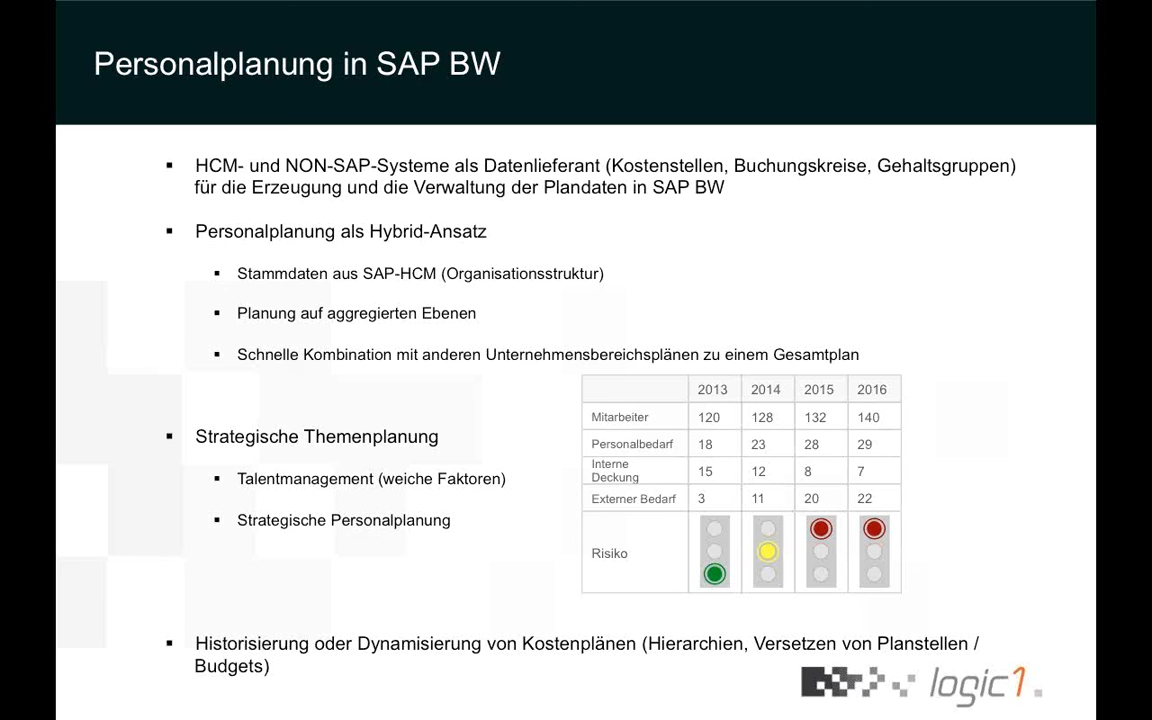 Personalplanung in SAP BW
▪ HCM- und NON-SAP-Systeme als Datenlieferant (Kostenstellen, Buchungskreise, Gehaltsgruppen)
für die Erzeugung und die Verwaltung der Plandaten in SAP BW
▪ Personalplanung als Hybrid-Ansatz
▪ Stammdaten aus SAP-HCM (Organisationsstruktur)
▪ Planung auf aggregierten Ebenen
▪ Schnelle Kombination mit anderen Unternehmensbereichsplänen zu einem Gesamtplan
▪ Strategische Themenplanung
▪ Talentmanagement (weiche Faktoren)
▪ Strategische Personalplanung
2013 2014 2015 2016
Mitarbeiter 120 128 132 140
Personalbedarf 18 23 28 29
Interne
Deckung 15 12 8 7
Externer Bedarf 3 11 20 22
Risiko
▪ Historisierung oder Dynamisierung von Kostenplänen (Hierarchien, Versetzen von Planstellen /
Budgets)
logic1.